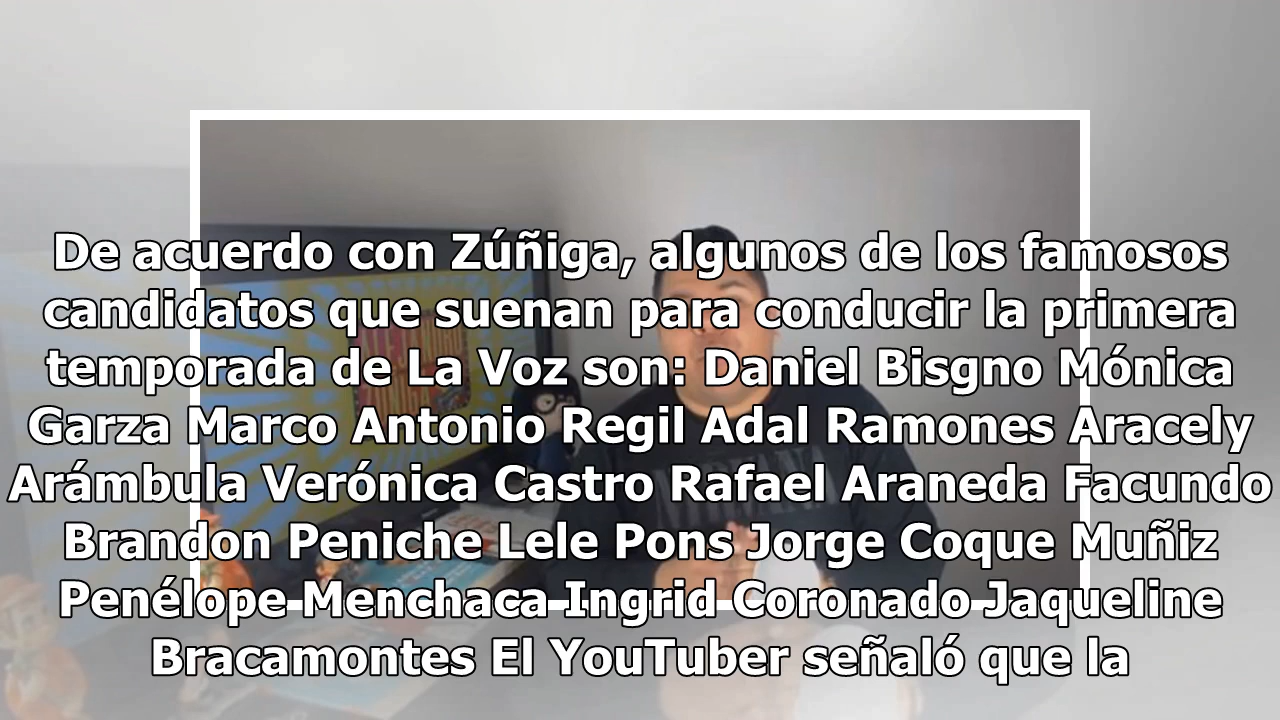 De acuerdo con Zúñiga, algunos de los famosos
candidatos que suenan para conducir la primera
temporada de La Voz son: Daniel Bisgno Mónica
Garza Marco Antonio Regil Adal Ramones Aracely
Arámbula Verónica Castro Rafael Araneda Facundo
Brandon Peniche Lele Pons Jorge Coque Muñiz
Penélope Menchaca Ingrid Coronado Jaqueline
Bracamontes El YouTuber señaló que la